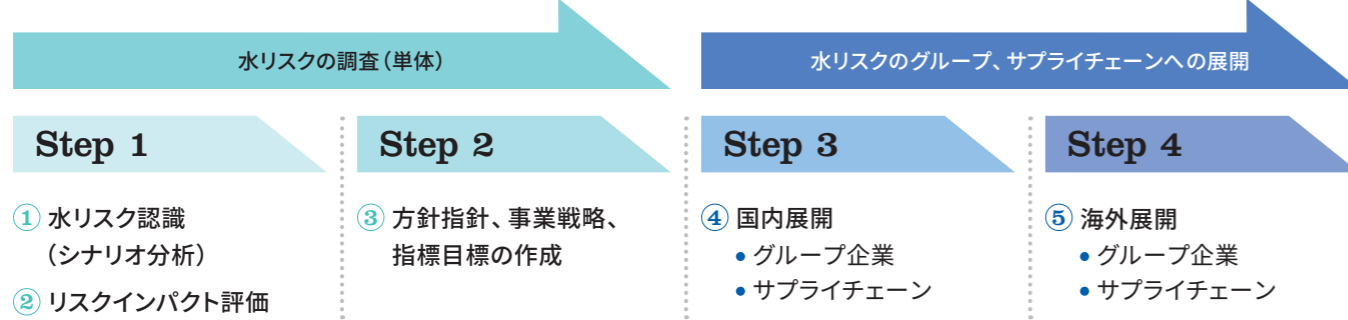 水リスクの調査（単体）
水リスクのグループ、サプライチェーンへの展開
Step 1
① 水リスク認識
（シナリオ分析）
② リスクインパクト評価
Step 2
③ 方針指針、事業戦略、
指標目標の作成
Step 3
④ 国内展開
• グループ企業
• サプライチェーン
Step 4
⑤ 海外展開
• グループ企業
• サプライチェーン